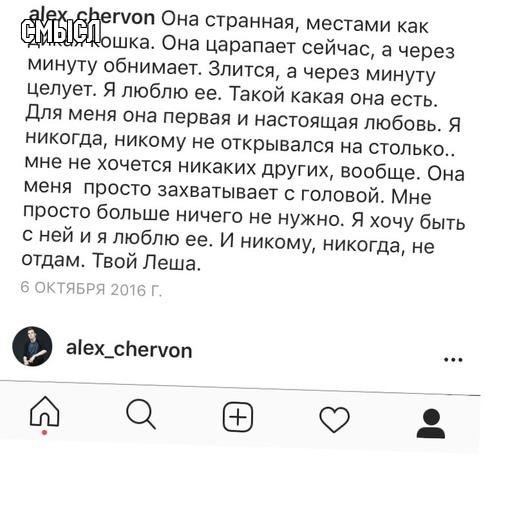 alex_chervon Она странная, местами как
СМЫСЛ
дикая кошка. Она царапает сейчас, а через
минуту обнимает. Злится, а через минуту
целует. Я люблю ее. Такой какая она есть.
Для меня она первая и настоящая любовь. Я
никогда, никому не открывался на столько..
мне не хочется никаких других, вообще. Она
меня просто захватывает с головой. Мне
просто больше ничего не нужно. Я хочу быть
с ней и я люблю ее. И никому, никогда, не
отдам. Твой Леша.
6 ОКТЯБРЯ 2016 Г.
alex_chervon